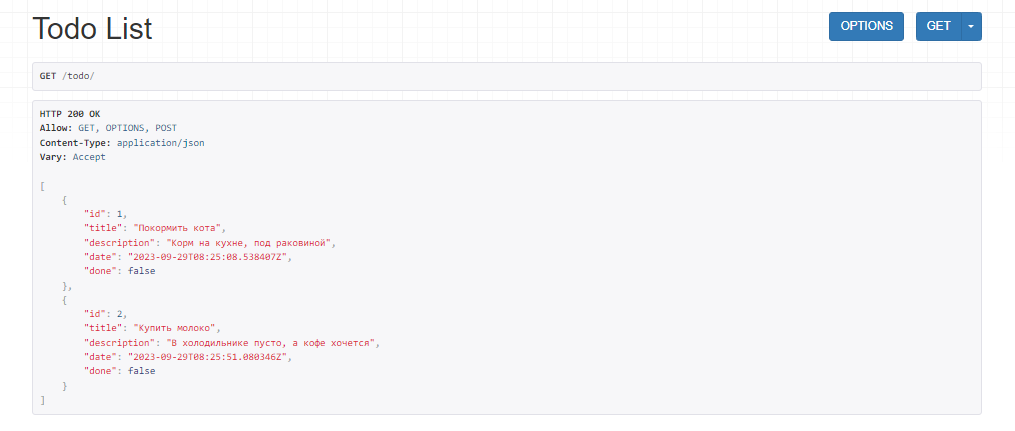 Todo List
OPTIONS
GET
GET /todo/
HTTP 200 OK
Allow: GET, OPTIONS, POST
Content-Type: application/json
Vary: Accept
[
    {
        "id": 1,
        "title": "Покормить кота",
        "description": "Корм на кухне, под раковиной",
        "date": "2023-09-29T08:25:08.538407Z",
        "done": false
    },
    {
        "id": 2,
        "title": "Купить молоко",
        "description": "В холодильнике пусто, а кофе хочется",
        "date": "2023-09-29T08:25:51.080346Z",
        "done": false
    }
]